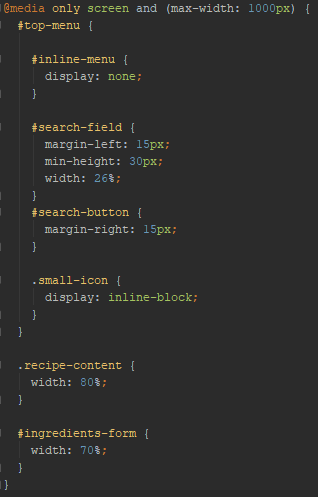 @media only screen and (max-width: 1000px) {
  #top-menu {

    #inline-menu {
      display: none;
    }

    #search-field {
      margin-left: 15px;
      min-height: 30px;
      width: 26%;
    }
    #search-button {
      margin-right: 15px;
    }

    .small-icon {
      display: inline-block;
    }
  }

  .recipe-content {
    width: 80%;
  }

  #ingredients-form {
    width: 70%;
  }
}